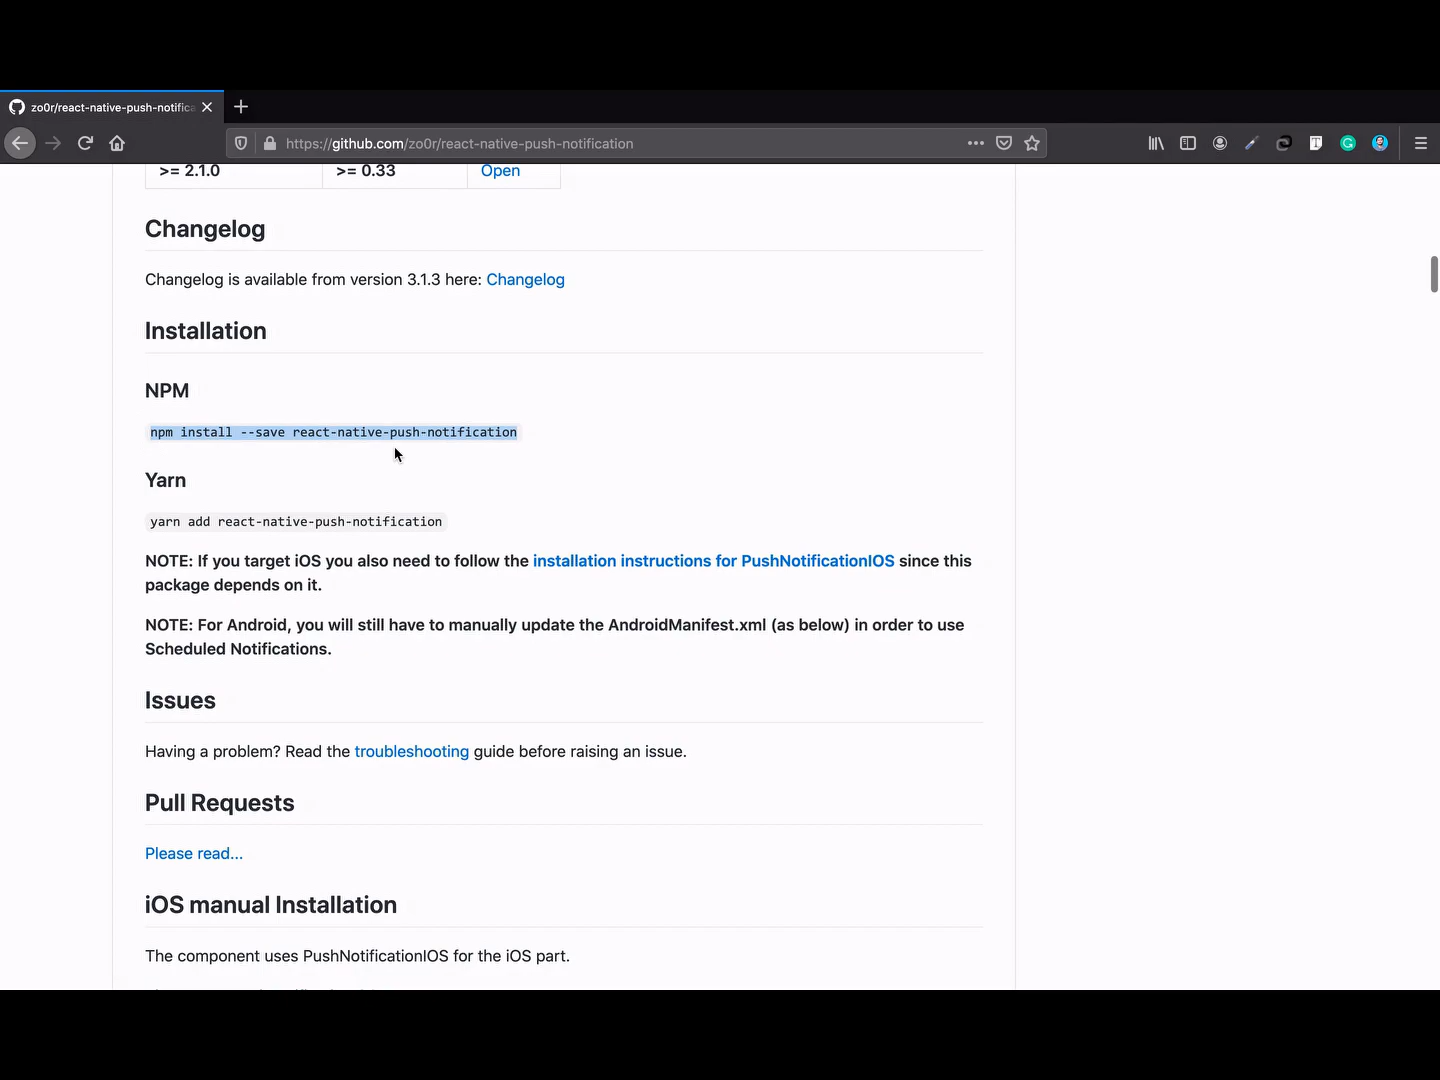 zo0r/react-native-push-notifica
https://github.com/zo0r/react-native-push-notification
>= 2.1.0 >= 0.33 Open
Changelog
Changelog is available from version 3.1.3 here: Changelog
Installation
NPM
npm install --save react-native-push-notification
Yarn
yarn add react-native-push-notification
NOTE: If you target iOS you also need to follow the installation instructions for PushNotificationIOS since this
package depends on it.
NOTE: For Android, you will still have to manually update the AndroidManifest.xml (as below) in order to use
Scheduled Notifications.
Issues
Having a problem? Read the troubleshooting guide before raising an issue.
Pull Requests
Please read...
iOS manual Installation
The component uses PushNotificationIOS for the iOS part.